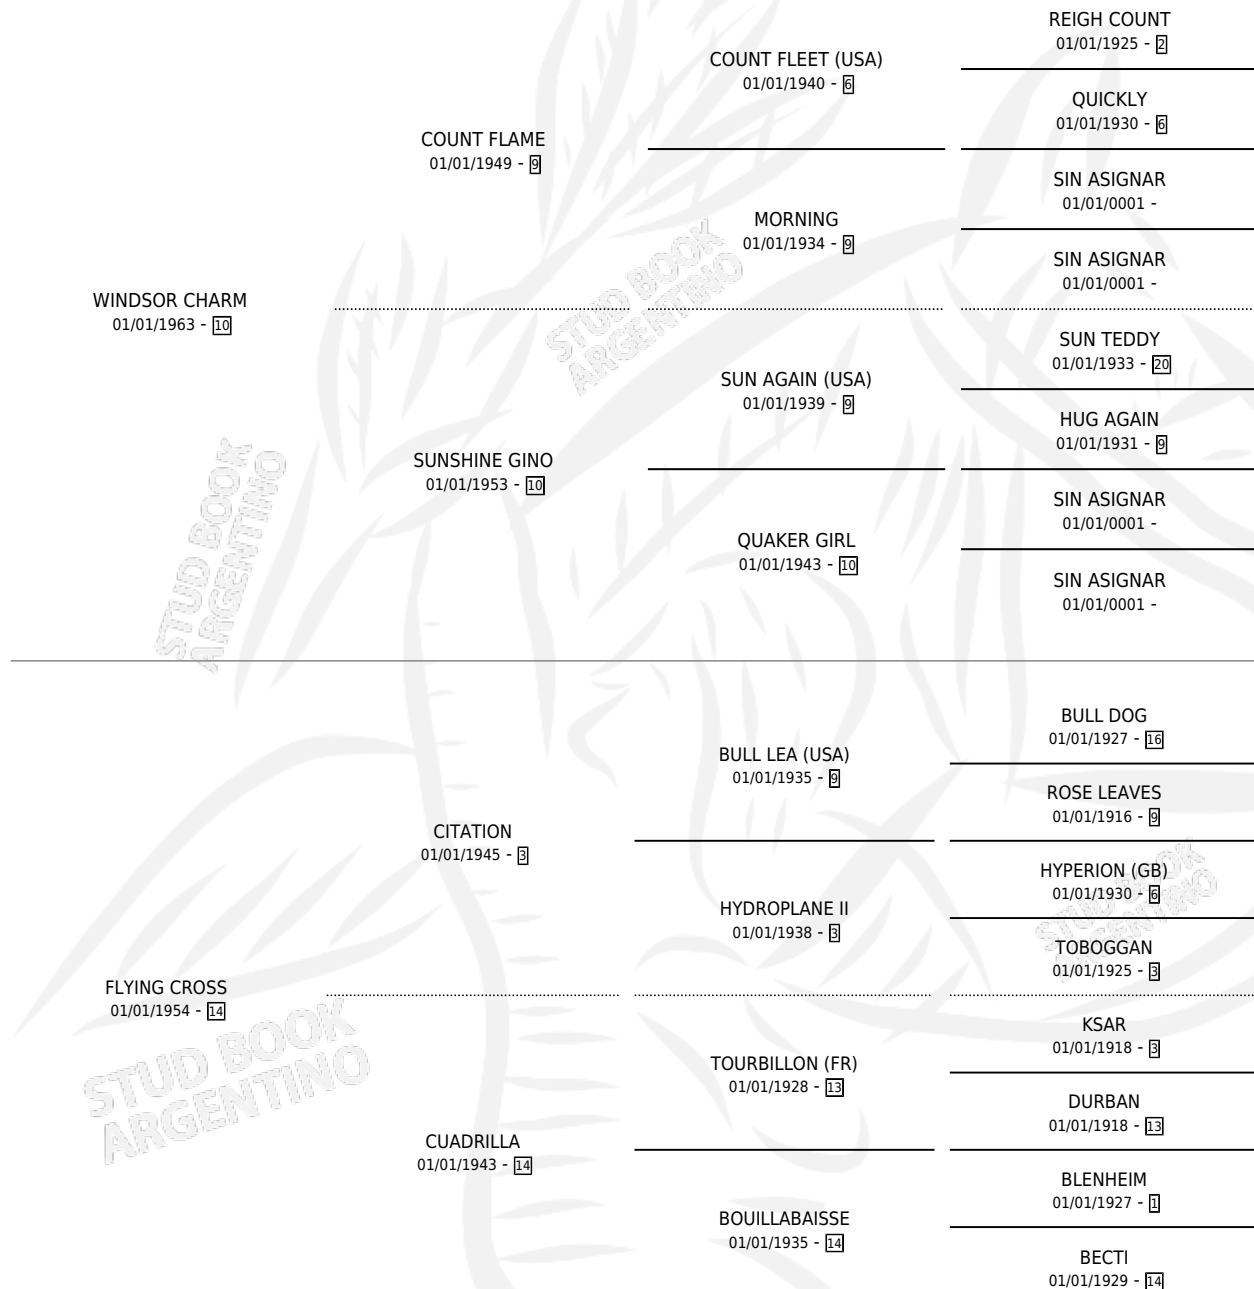 REIGH COUNT
01/01/1925 - 2
COUNT FLEET (USA)
01/01/1940 - 6
QUICKLY
01/01/1930 - 6
COUNT FLAME
01/01/1949 - 9
SIN ASIGNAR
01/01/0001 -
MORNING
01/01/1934 - 9
SIN ASIGNAR
01/01/0001 -
WINDSOR CHARM
01/01/1963 - 10
STUD BOOK
ARGENTINO
SUN TEDDY
01/01/1933 - 20
SUN AGAIN (USA)
01/01/1939 - 9
HUG AGAIN
01/01/1931 - 9
SUNSHINE GINO
01/01/1953 - 10
SIN ASIGNAR
01/01/0001 -
QUAKER GIRL
01/01/1943 - 10
SIN ASIGNAR
01/01/0001 -
STUD BOOK
ARGENTINO
BULL DOG
01/01/1927 - 16
BULL LEA (USA)
01/01/1935 - 9
ROSE LEAVES
01/01/1916 - 9
CITATION
01/01/1945 - 3
HYPERION (GB)
01/01/1930 - 6
HYDROPLANE II
01/01/1938 - 3
STUD BOOK
ARGENTINO
TOBOGGAN
01/01/1925 - 3
FLYING CROSS
01/01/1954 - 14
STUD BOOK
ARGENTINO
KSAR
01/01/1918 - 3
TOURBILLON (FR)
01/01/1928 - 13
DURBAN
01/01/1918 - 13
CUADRILLA
01/01/1943 - 14
BLENHEIM
01/01/1927 - 1
BOUILLABAISSE
01/01/1935 - 14
BECTI
01/01/1929 - 14